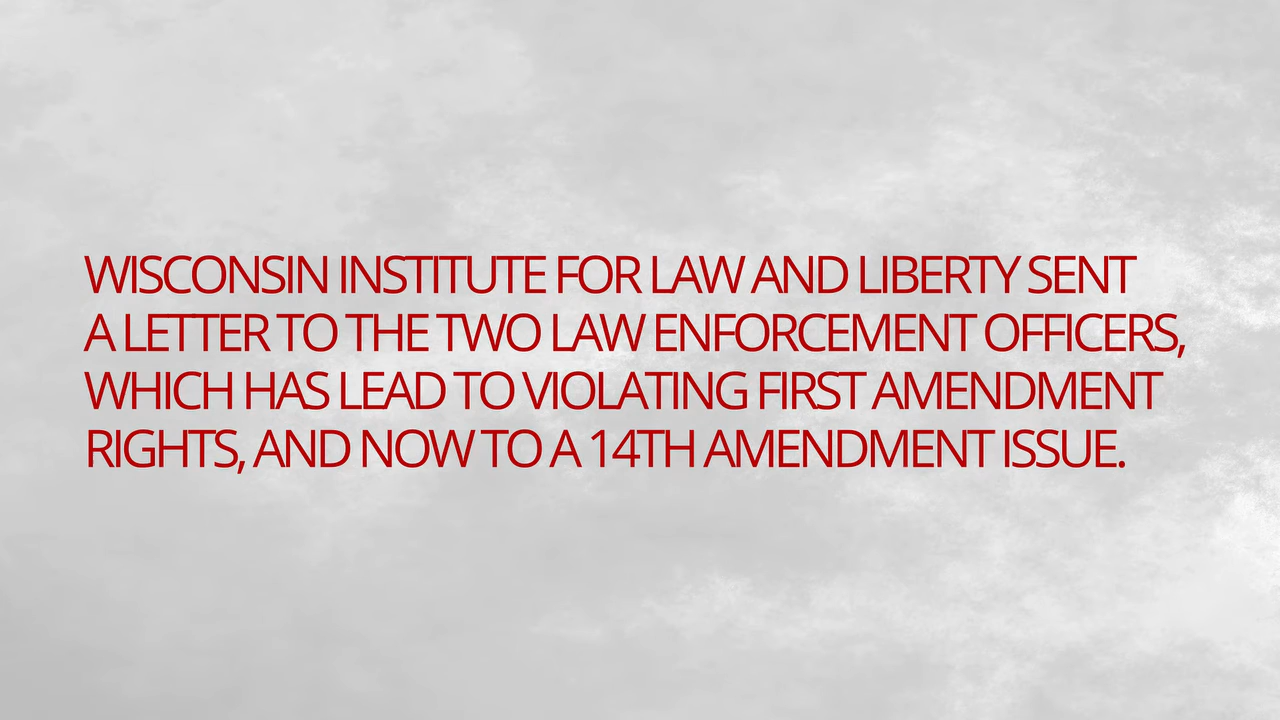 WISCONSIN INSTITUTE FOR LAW AND LIBERTY SENT
A LETTER TO THE TWO LAW ENFORCEMENT OFFICERS,
WHICH HAS LEAD TO VIOLATING FIRST AMENDMENT
RIGHTS, AND NOW TO A 14TH AMENDMENT ISSUE.